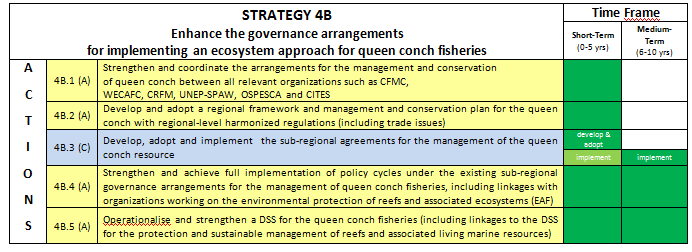 STRATEGY 4B
Enhance the governance arrangements
for implementing an ecosystem approach for queen conch fisheries
Time Frame
Short-Term
(0-5 yrs)
Medium-
Term
(6-10 yrs)
A
C
T
I
O
N
S
4B.1 (A)
Strengthen and coordinate the arrangements for the management and conservation
of queen conch between all relevant organizations such as CFMC,
WECAFC, CRFM, UNEP-SPAW, OSPESCA and CITES
4B.2 (A)
Develop and adopt a regional framework and management and conservation plan for the queen
conch with regional-level harmonized regulations (including trade issues)
4B.3 (C)
Develop, adopt and implement the sub-regional agreements for the management of the queen
conch resource
develop &
adopt
implement
implement
4B.4 (A)
Strengthen and achieve full implementation of policy cycles under the existing sub-regional
governance arrangements for the management of queen conch fisheries, including linkages with
organizations working on the environmental protection of reefs and associated ecosystems (EAF)
4B.5 (A)
Operationalise and strengthen a DSS for the queen conch fisheries (including linkages to the DSS
for the protection and sustainable management of reefs and associated living marine resources)